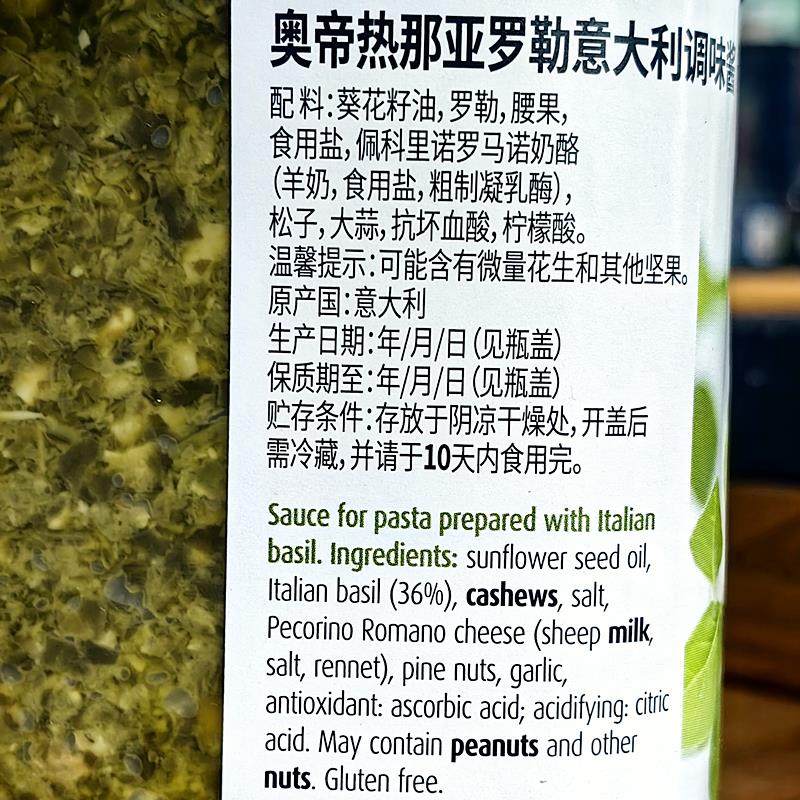 奥帝热那亚罗勒意大利调味酱
配料:葵花籽油,罗勒,腰果,
食用盐,佩科里诺罗马诺奶酪
(羊奶,食用盐,粗制凝乳酶),
松子,大蒜,抗坏血酸,柠檬酸。
温馨提示:可能含有微量花生和其他坚果。
原产国:意大利
生产日期:年/月/日(见瓶盖)
保质期至:年/月/日(见瓶盖)
贮存条件:存放于阴凉干燥处,开盖后
需冷藏,并请于10天内食用完。
Sauce for pasta prepared with Italian
basil. Ingredients: sunflower seed oil,
Italian basil (36%), cashews, salt,
Pecorino Romano cheese (sheep milk,
salt, rennet), pine nuts, garlic,
antioxidant: ascorbic acid; acidifying: citric
acid. May contain peanuts and other
nuts. Gluten free.